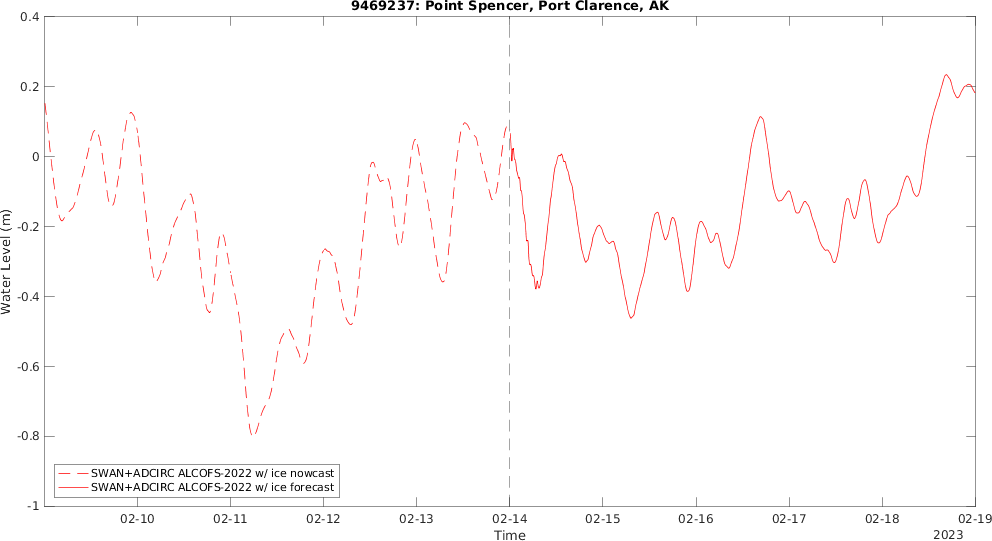 9469237: Point Spencer, Port Clarence, AK
0.4
0.2
0
-0.2
-0.4
-0.6
-0.8
-1
Water Level (m)
SWAN+ADCIRC ALCOFS-2022 w/ ice nowcast
SWAN+ADCIRC ALCOFS-2022 w/ ice forecast
02-10 02-11 02-12 02-13 02-14 02-15 02-16 02-17 02-18 02-19
Time
2023